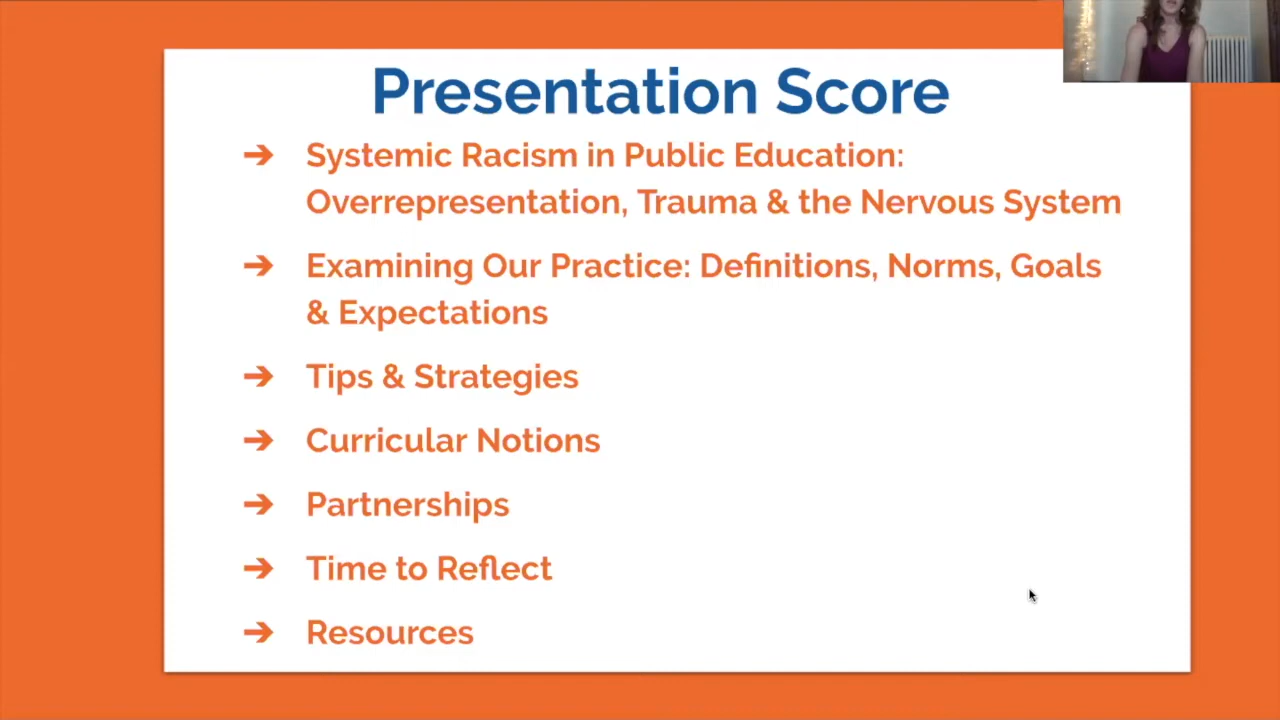 Presentation Score
➔ Systemic Racism in Public Education:
Overrepresentation, Trauma & the Nervous System
➔ Examining Our Practice: Definitions, Norms, Goals
& Expectations
➔ Tips & Strategies
➔ Curricular Notions
➔ Partnerships
➔ Time to Reflect
➔ Resources